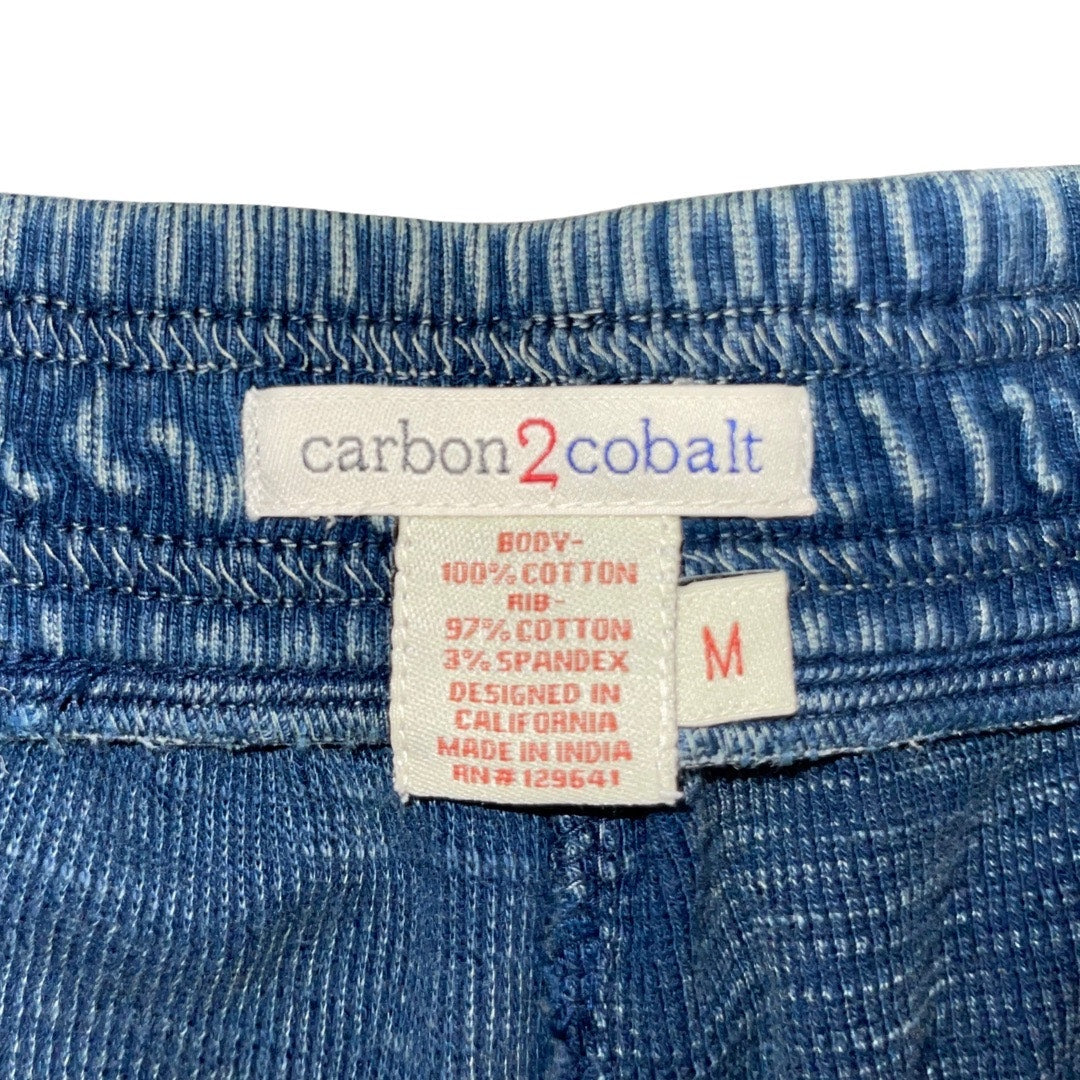 carbon2cobalt
BODY-
100% COTTON
RIB-
97% COTTON
3% SPANDEX
DESIGNED IN
CALIFORNIA
MADE IN INDIA
RN# 129641
M